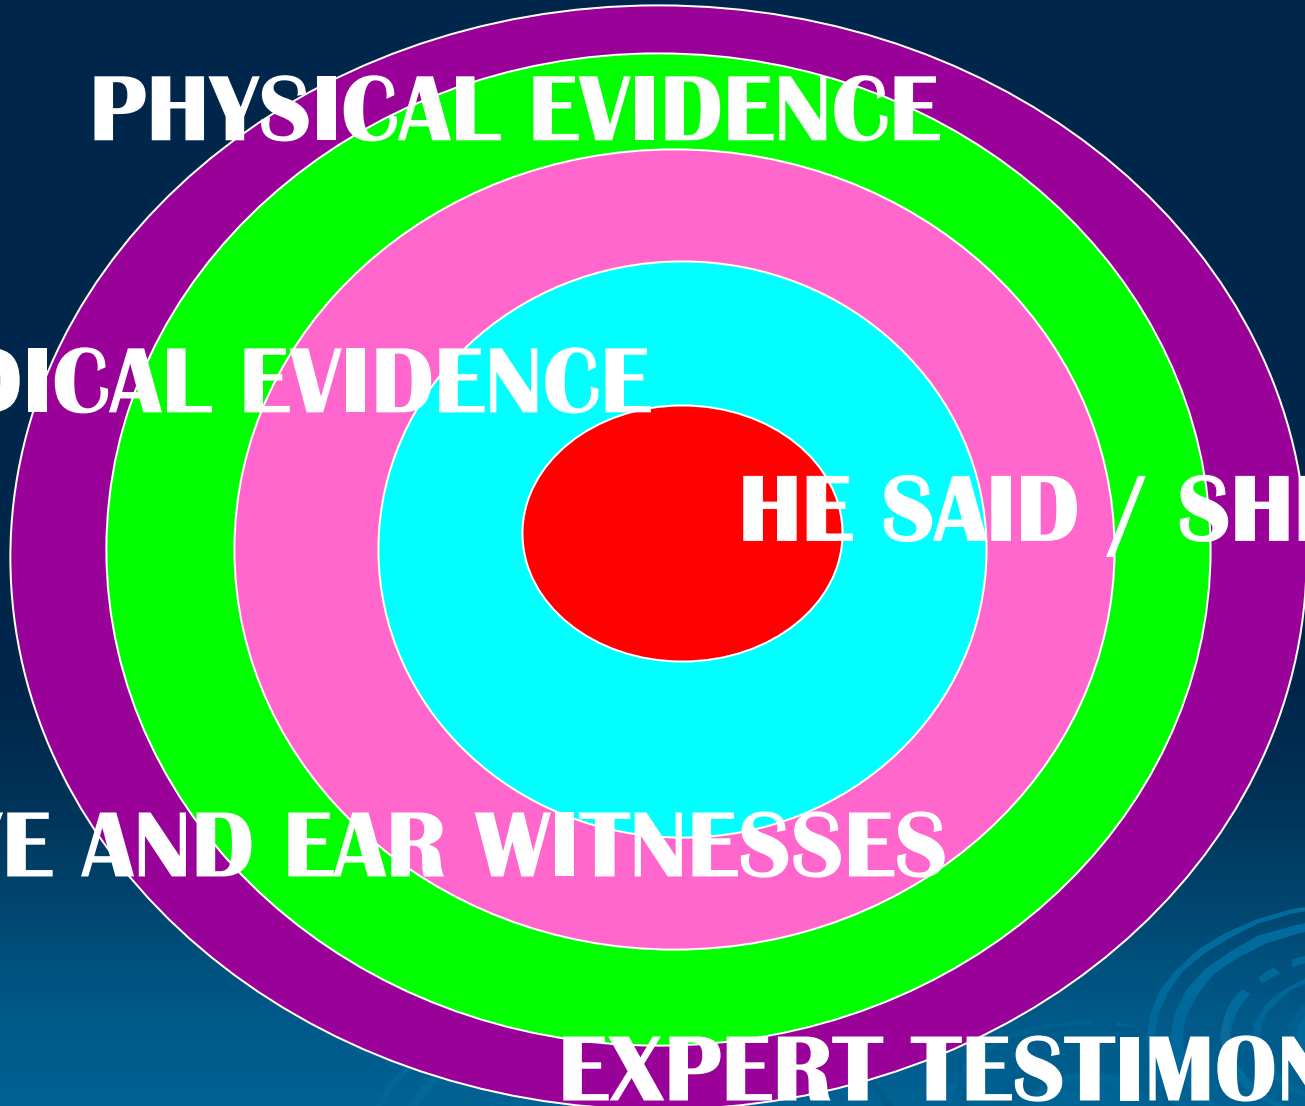 PHYSICAL EVIDENCE
DICAL EVIDENCE
HE SAID / SH
E AND EAR WITNESSES
EXPERT TESTIMON